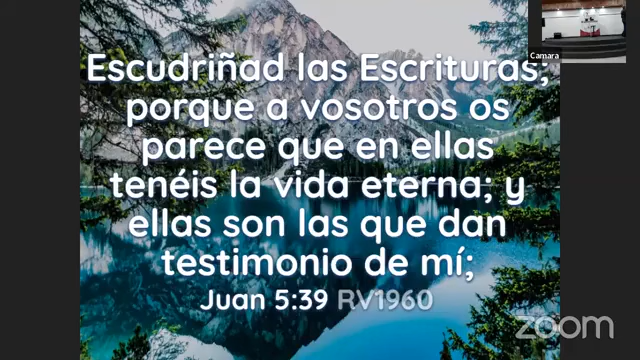 Escudriñad las Escrituras;
porque a vosotros os
parece que en ellas
tenéis la vida eterna; y
ellas son las que dan
testimonio de mí;
Juan 5:39 RV1960
Camara
zoom